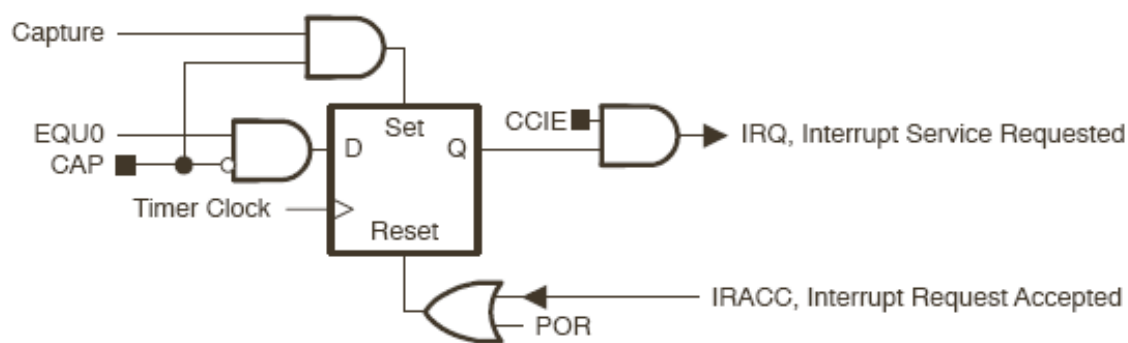 Capture
EQU0
CAP
Timer Clock
Set
D
Q
Reset
CCIE
IRQ, Interrupt Service Requested
IRACC, Interrupt Request Accepted
POR